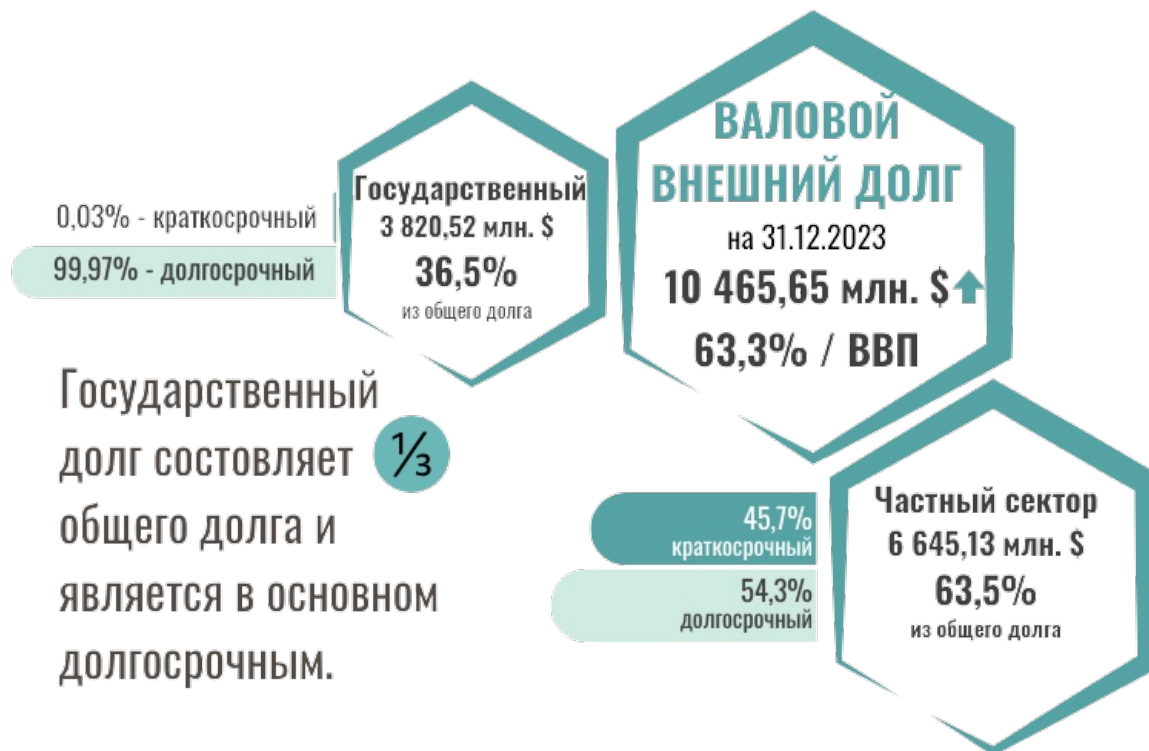 ВАЛОВОЙ
ВНЕШНИЙ ДОЛГ
на 31.12.2023
10 465,65 млн. $
63,3% / ВВП
Государственный
3 820,52 млн. $
36,5%
из общего долга
0,03% - краткосрочный
99,97% - долгосрочный
Государственный
долг состовляет ⅓
общего долга и
является в основном
долгосрочным.
Частный сектор
6 645,13 млн. $
63,5%
из общего долга
45,7%
краткосрочный
54,3%
долгосрочный